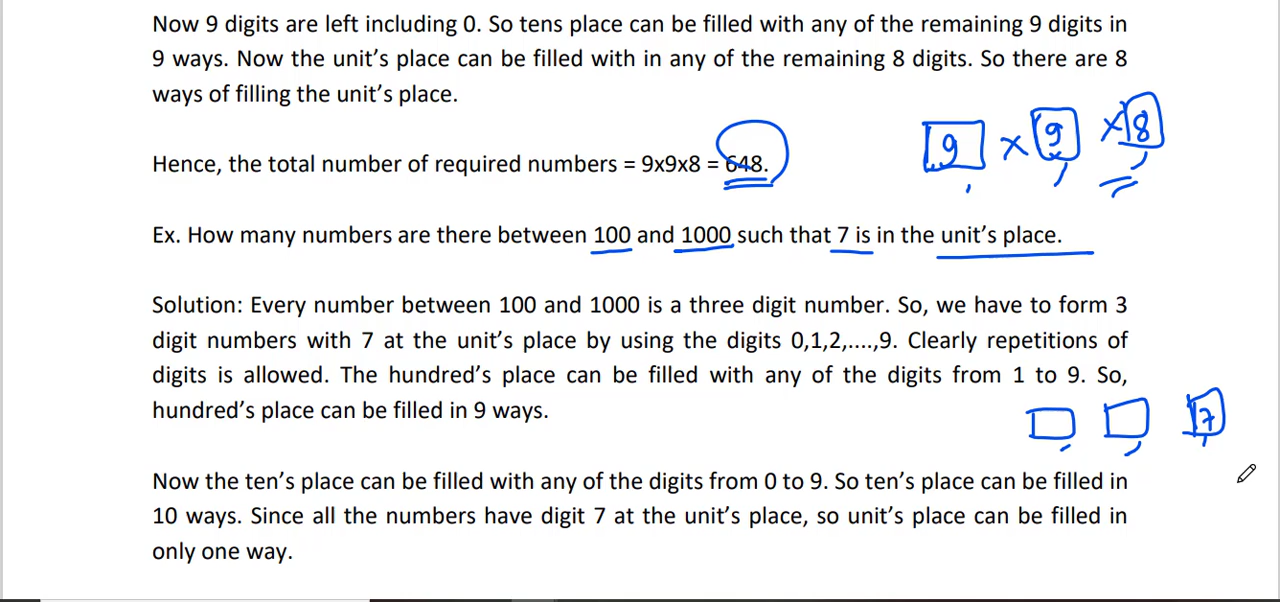 Now 9 digits are left including 0. So tens place can be filled with any of the remaining 9 digits in
9 ways. Now the unit’s place can be filled with in any of the remaining 8 digits. So there are 8
ways of filling the unit’s place.
9 × 9 × 8
Hence, the total number of required numbers = 9x9x8 = 648.
Ex. How many numbers are there between 100 and 1000 such that 7 is in the unit’s place.
Solution: Every number between 100 and 1000 is a three digit number. So, we have to form 3
digit numbers with 7 at the unit’s place by using the digits 0,1,2,....,9. Clearly repetitions of
digits is allowed. The hundred’s place can be filled with any of the digits from 1 to 9. So,
hundred’s place can be filled in 9 ways.
7
Now the ten’s place can be filled with any of the digits from 0 to 9. So ten’s place can be filled in
10 ways. Since all the numbers have digit 7 at the unit’s place, so unit’s place can be filled in
only one way.